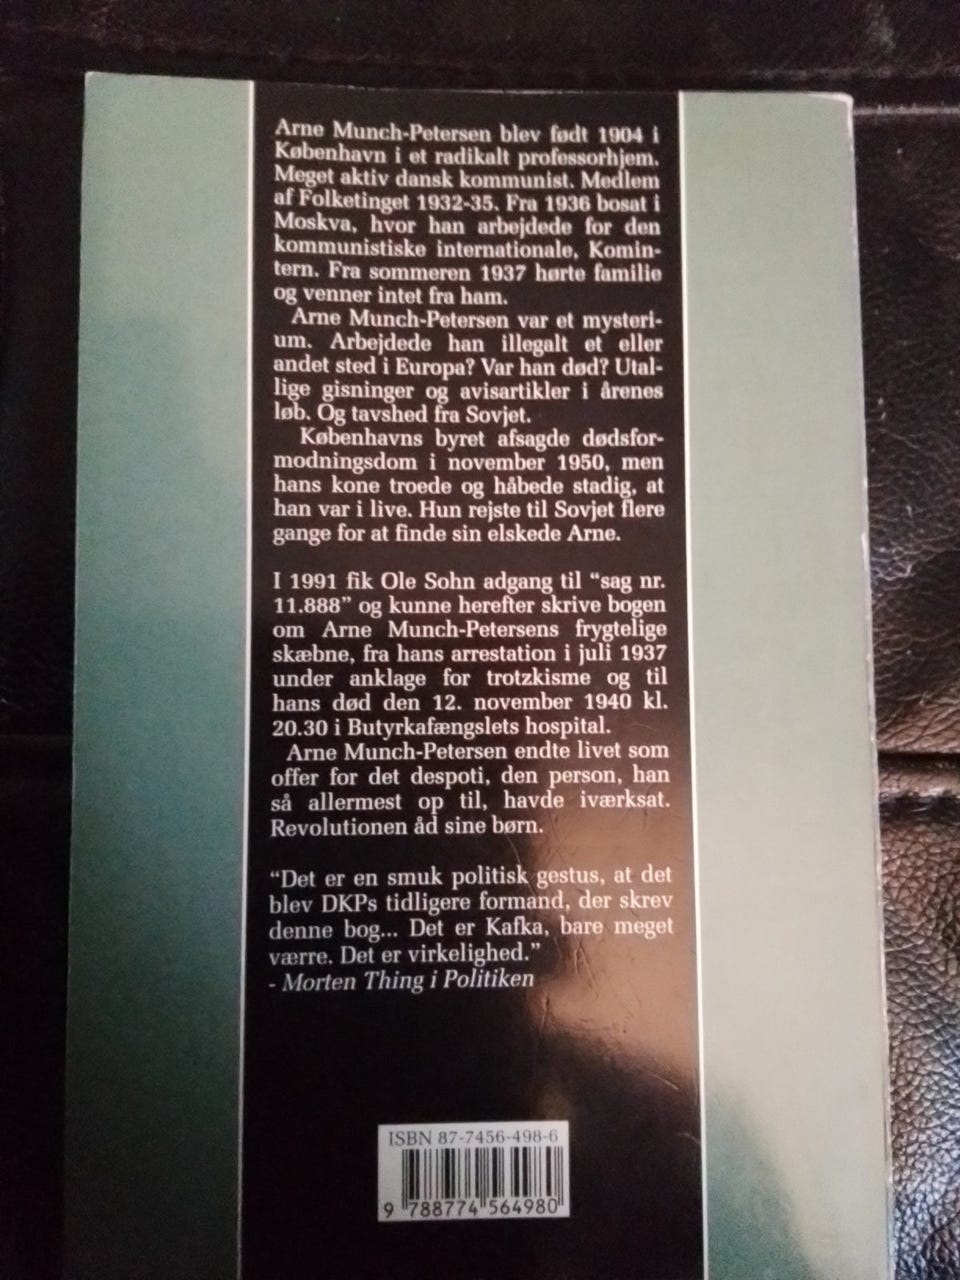 Arne Munch-Petersen blev født 1904 i
København i et radikalt professorhjem.
Meget aktiv dansk kommunist. Medlem
af Folketinget 1932-35. Fra 1936 bosat i
Moskva, hvor han arbejdede for den
kommunistiske internationale, Komin-
tern. Fra sommeren 1937 hørte familie
og venner intet fra ham.
Arne Munch-Petersen var et mysteri-
um. Arbejdede han illegalt et eller
andet sted i Europa? Var han død? Utal-
lige gisninger og avisartikler i årenes
løb. Og tavshed fra Sovjet.
Københavns byret afsagde dødsfor-
modningsdom i november 1950, men
hans kone troede og håbede stadig, at
han var i live. Hun rejste til Sovjet flere
gange for at finde sin elskede Arne.
I 1991 fik Ole Sohn adgang til “sag nr.
11.888” og kunne herefter skrive bogen
om Arne Munch-Petersens frygtelige
skæbne, fra hans arrestation i juli 1937
under anklage for trotzkisme og til
hans død den 12. november 1940 kl.
20.30 i Butyrkafængslets hospital.
Arne Munch-Petersen endte livet som
offer for det despoti, den person, han
så allermest op til, havde iværksat.
Revolutionen åd sine børn.
“Det er en smuk politisk gestus, at det
blev DKPs tidligere formand, der skrev
denne bog... Det er Kafka, bare meget
værre. Det er virkelighed.”
- Morten Thing i Politiken
ISBN 87-7456-498-6
9 788774 564980